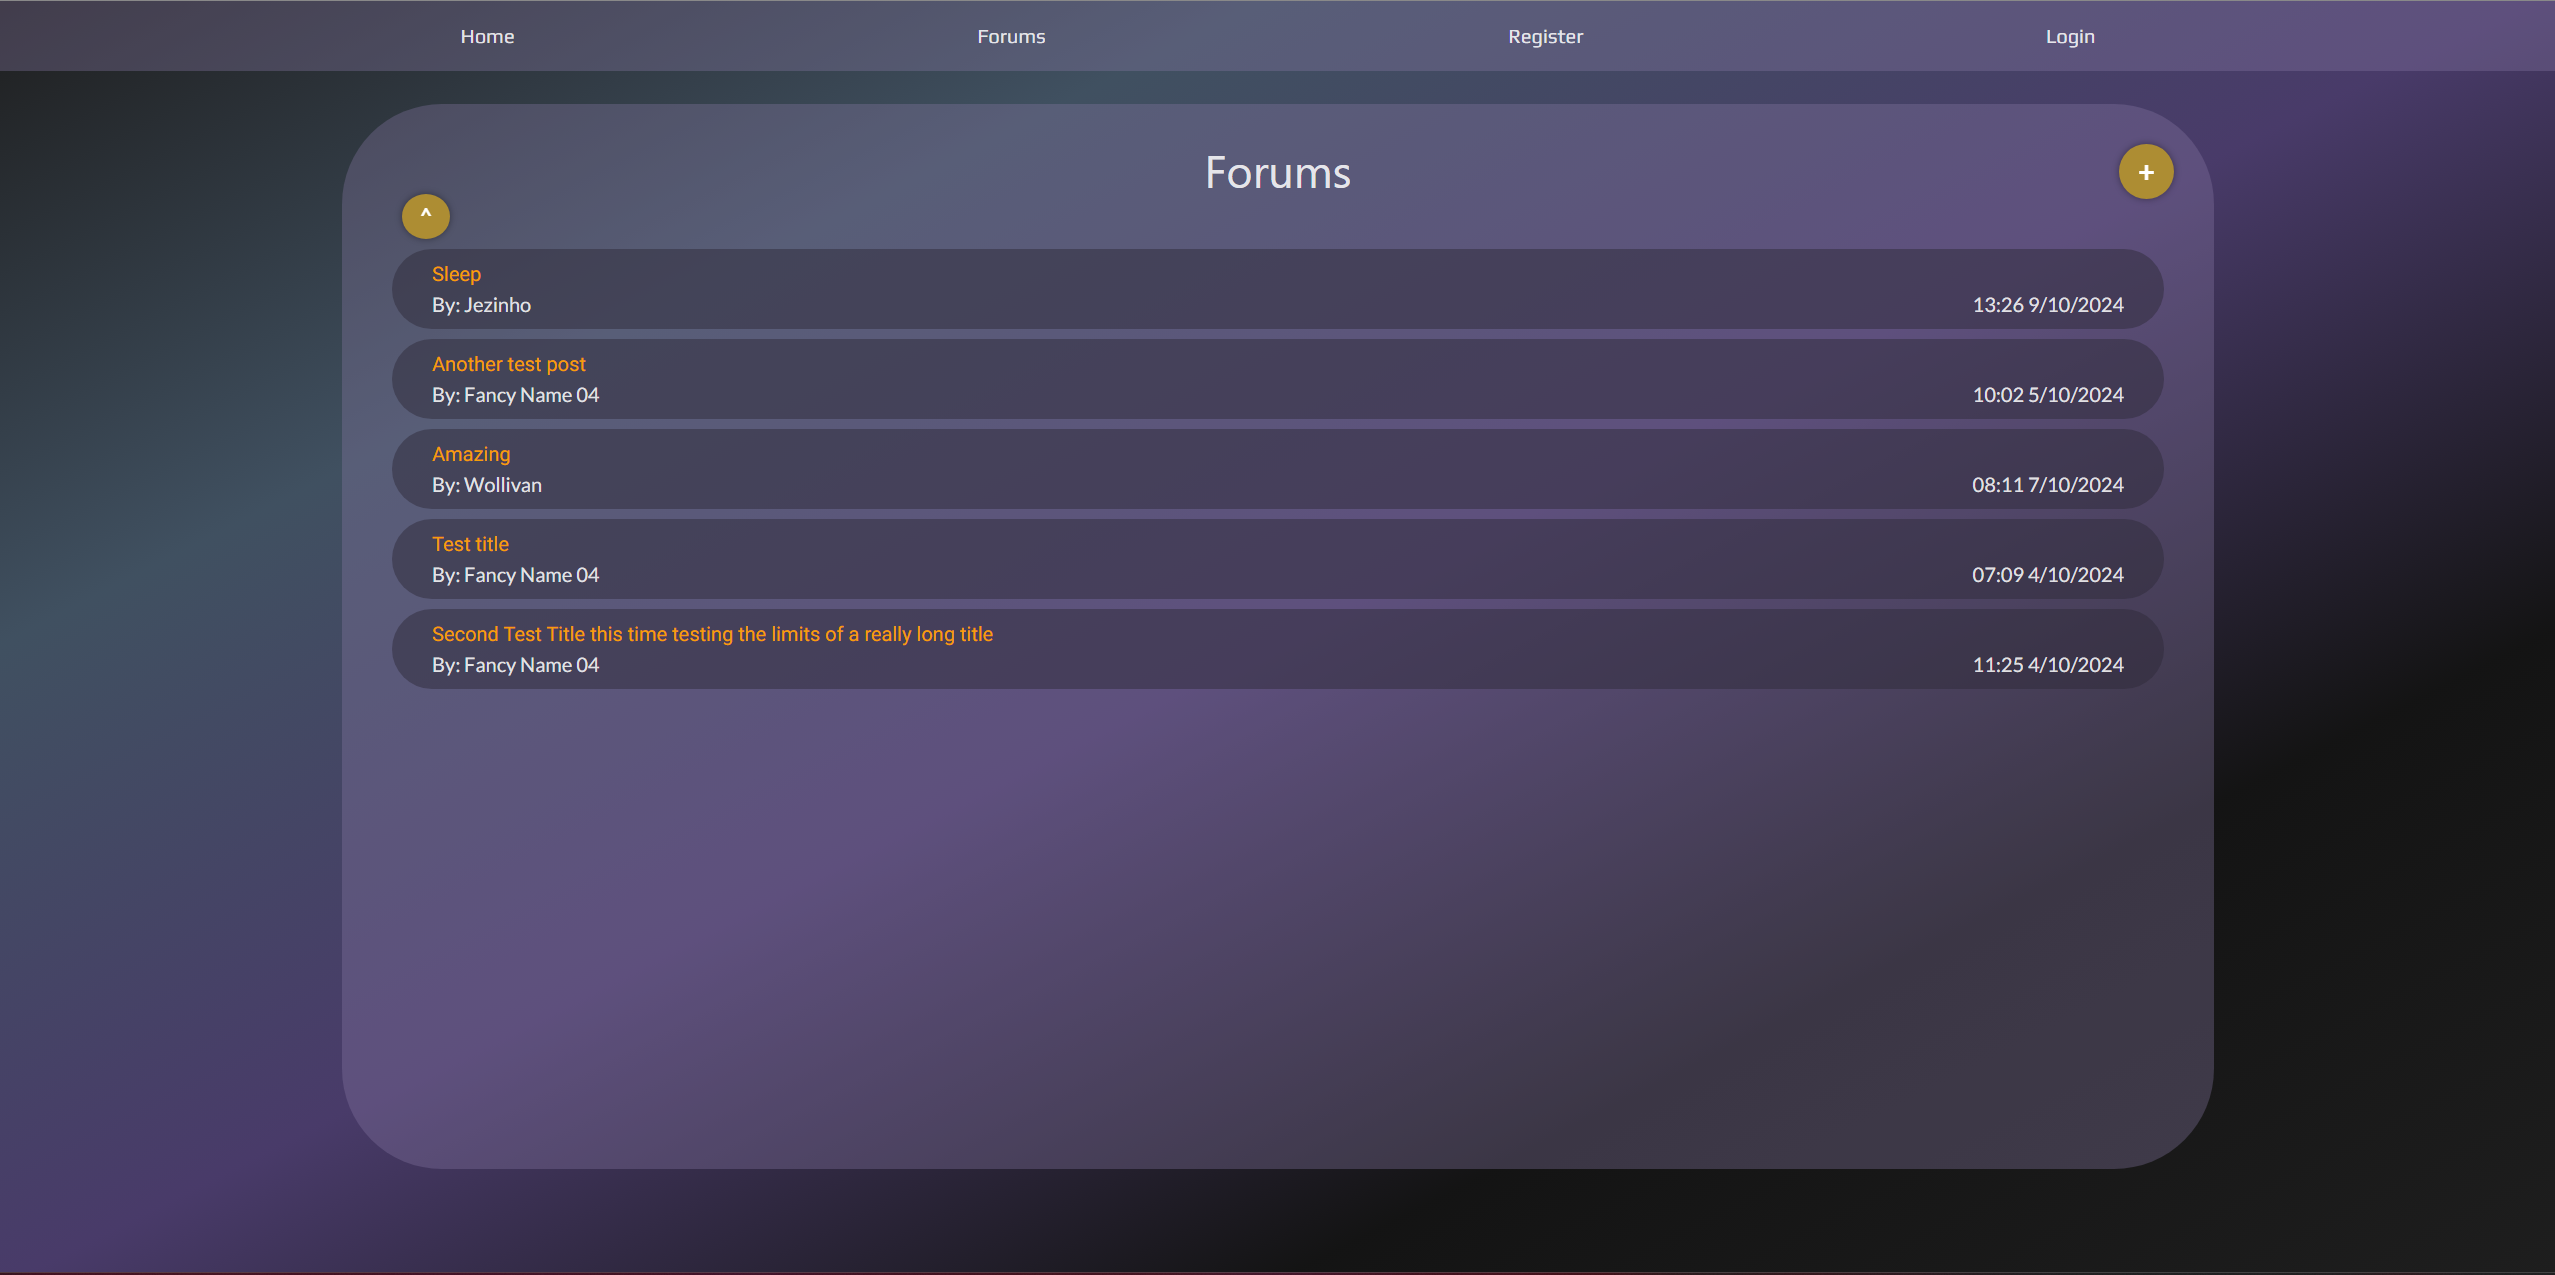 Home Forums Register Login
Forums
+
^
Sleep
By: Jezinho 13:26 9/10/2024
Another test post
By: Fancy Name 04 10:02 5/10/2024
Amazing
By: Wollivan 08:11 7/10/2024
Test title
By: Fancy Name 04 07:09 4/10/2024
Second Test Title this time testing the limits of a really long title
By: Fancy Name 04 11:25 4/10/2024